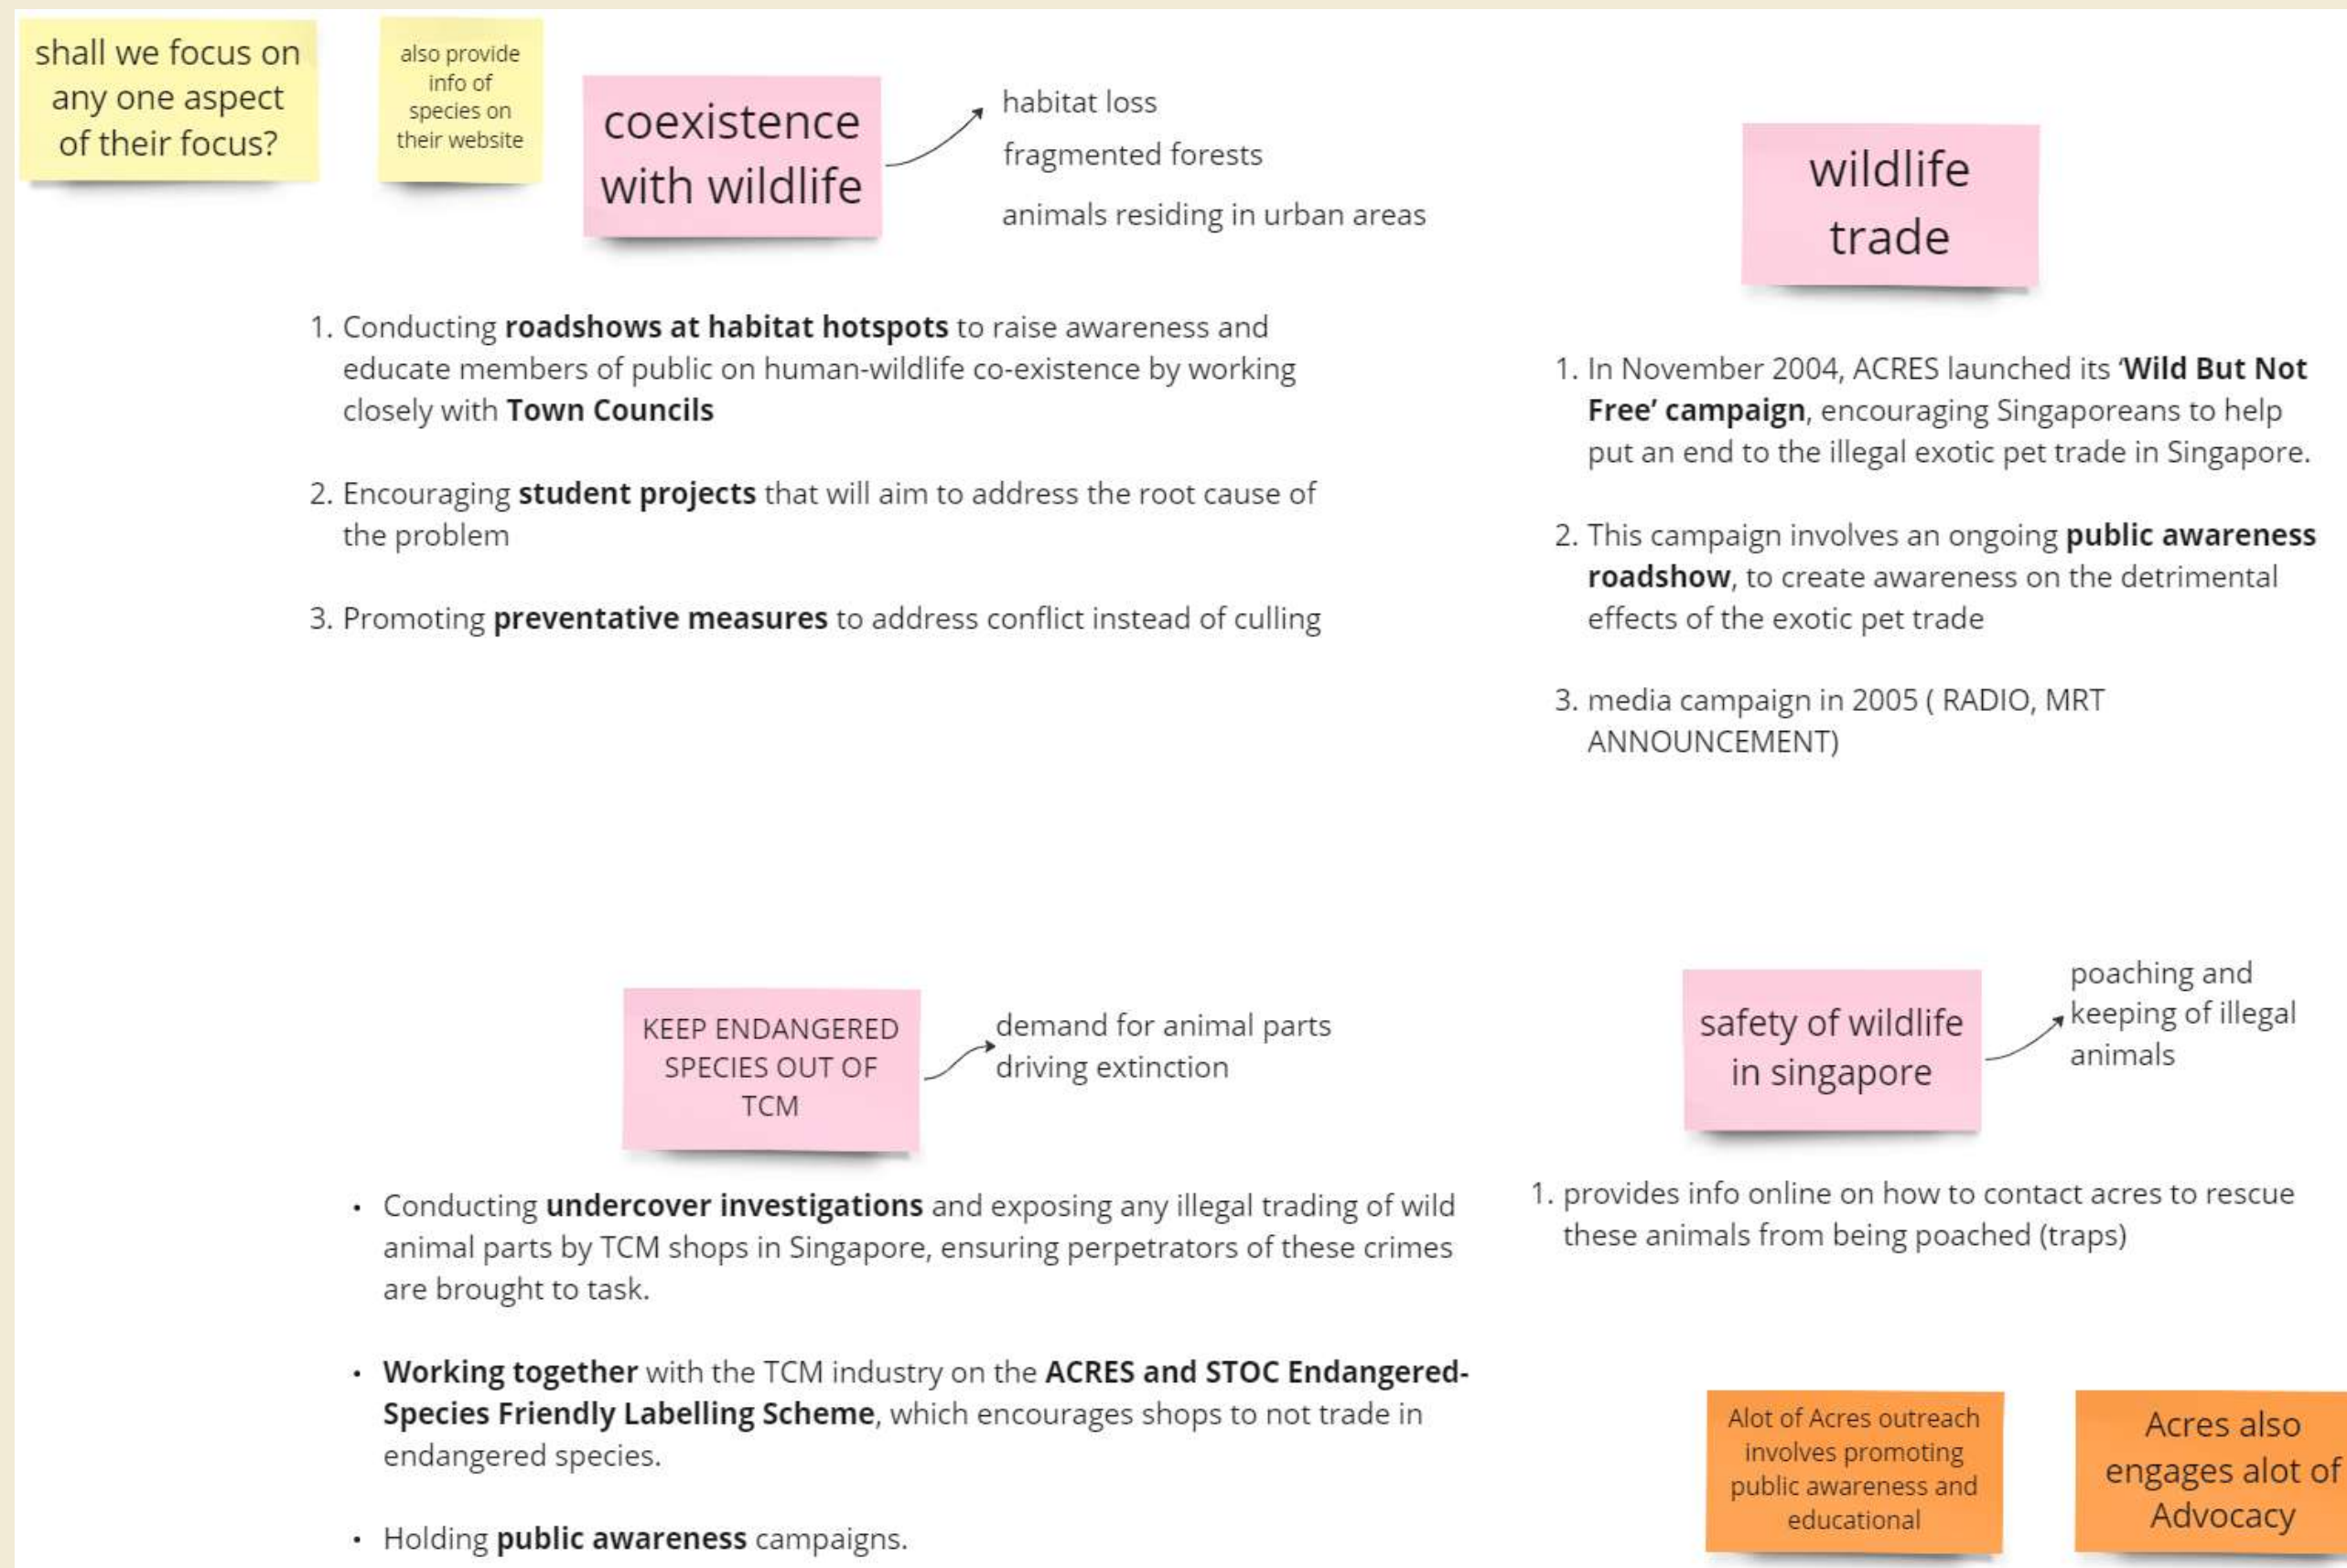 shall we focus on
any one aspect
of their focus?
also provide
info of
species on
their website
coexistence
with wildlife
habitat loss
fragmented forests
animals residing in urban areas
1. Conducting roadshows at habitat hotspots to raise awareness and
educate members of public on human-wildlife co-existence by working
closely with Town Councils
2. Encouraging student projects that will aim to address the root cause of
the problem
3. Promoting preventative measures to address conflict instead of culling
wildlife
trade
1. In November 2004, ACRES launched its ‘Wild But Not
Free’ campaign, encouraging Singaporeans to help
put an end to the illegal exotic pet trade in Singapore.
2. This campaign involves an ongoing public awareness
roadshow, to create awareness on the detrimental
effects of the exotic pet trade
3. media campaign in 2005 ( RADIO, MRT
ANNOUNCEMENT)
KEEP ENDANGERED
SPECIES OUT OF
TCM
demand for animal parts
driving extinction
• Conducting undercover investigations and exposing any illegal trading of wild
animal parts by TCM shops in Singapore, ensuring perpetrators of these crimes
are brought to task.
• Working together with the TCM industry on the ACRES and STOC Endangered-
Species Friendly Labelling Scheme, which encourages shops to not trade in
endangered species.
• Holding public awareness campaigns.
safety of wildlife
in singapore
poaching and
keeping of illegal
animals
1. provides info online on how to contact acres to rescue
these animals from being poached (traps)
Alot of Acres outreach
involves promoting
public awareness and
educational
Acres also
engages alot of
Advocacy